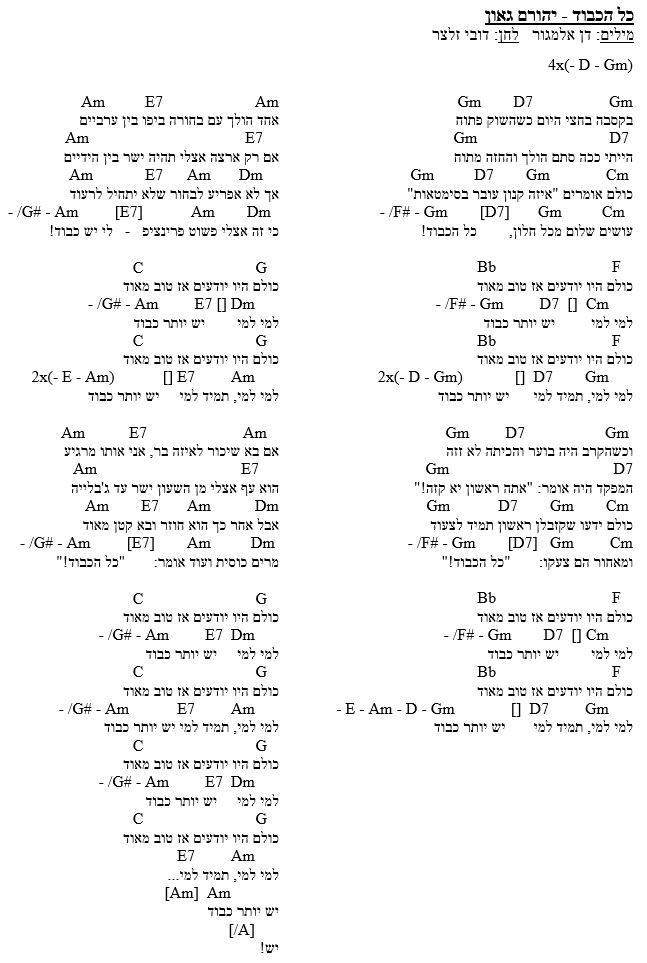 כל הכבוד - יהורם גאון
מילים: דן אלמגור לחן: דובי זלצר
4x(- D - Gm)
Gm D7 Gm
בקסבה בחצי היום כשהשוק פתוח
Gm D7
הייתי ככה סתם הולך והחזה מתוח
Gm D7 Gm Cm
כולם אומרים "איזה קנון עובר בסימטאות"
- /F# - Gm [D7] Gm Cm
עושים שלום מכל חלון, כל הכבוד!
Bb F
כולם היו יודעים אז טוב מאוד
- /F# - Gm D7 [] Cm
למי למי יש יותר כבוד
Bb F
כולם היו יודעים אז טוב מאוד
2x(- D - Gm) [] D7 Gm
למי למי, תמיד למי יש יותר כבוד
Gm D7 Gm
וכשהקרב היה בוער והכיתה לא זזה
Gm D7
המפקד היה אומר: "אתה ראשון יא קזה!"
Gm D7 Gm Cm
כולם ידעו שקזבלן ראשון תמיד לצעוד
- /F# - Gm [D7] Gm Cm
ומאחור הם צעקו: "כל הכבוד!"
Bb F
כולם היו יודעים אז טוב מאוד
- /F# - Gm D7 [] Cm
למי למי יש יותר כבוד
Bb F
כולם היו יודעים אז טוב מאוד
- E - Am - D - Gm [] D7 Gm
למי למי, תמיד למי יש יותר כבוד
Am E7 Am
אחד הולך עם בחורה ביפו בין ערביים
Am E7
אם רק ארצה אצלי תהיה ישר בין הידיים
Am E7 Am Dm
אך לא אפריע לבחור שלא יתחיל לרעוד
- /G# - Am [E7] Am Dm
כי זה אצלי פשוט פרינציפ - לי יש כבוד!
C G
כולם היו יודעים אז טוב מאוד
- /G# - Am E7 [] Dm
למי למי יש יותר כבוד
C G
כולם היו יודעים אז טוב מאוד
2x(- E - Am) [] E7 Am
למי למי, תמיד למי יש יותר כבוד
Am E7 Am
אם בא שיכור לאיזה בר, אני אותו מרגיע
Am E7
הוא עף אצלי מן השעון ישר עד ג'בלייה
Am E7 Am Dm
אבל אחר כך הוא חוזר ובא קטן מאוד
- /G# - Am [E7] Am Dm
מרים כוסית ועוד אומר: "כל הכבוד!"
C G
כולם היו יודעים אז טוב מאוד
- /G# - Am E7 Dm
למי למי יש יותר כבוד
C G
כולם היו יודעים אז טוב מאוד
- /G# - Am E7 Am
למי למי, תמיד למי יש יותר כבוד
C G
כולם היו יודעים אז טוב מאוד
- /G# - Am E7 Dm
למי למי יש יותר כבוד
C G
כולם היו יודעים אז טוב מאוד
E7 Am
למי למי, תמיד למי...
[Am] Am
יש יותר כבוד
[/A]
יש!